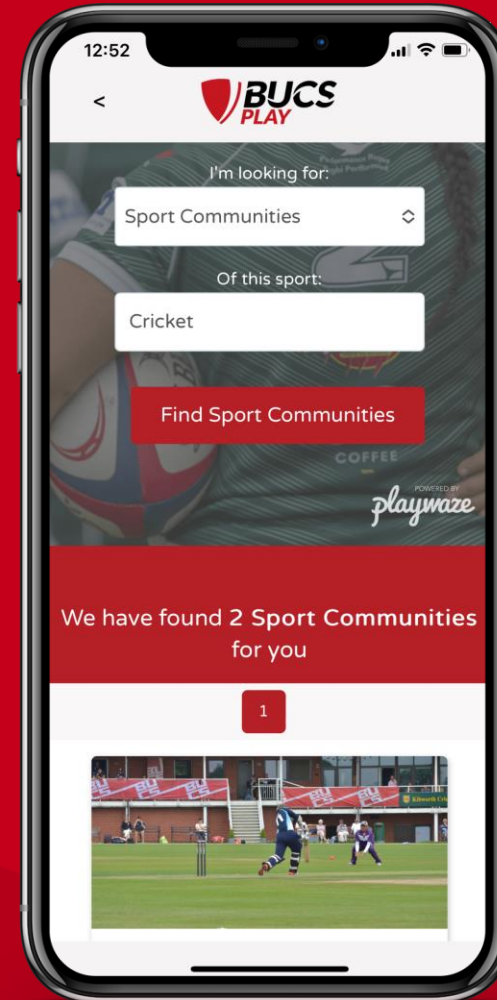 12:52
<
BUCS
PLAY
I'm looking for:
Sport Communities
Of this sport:
Cricket
Find Sport Communities
COFFEE
POWERED BY
playwaze
We have found 2 Sport Communities
for you
1